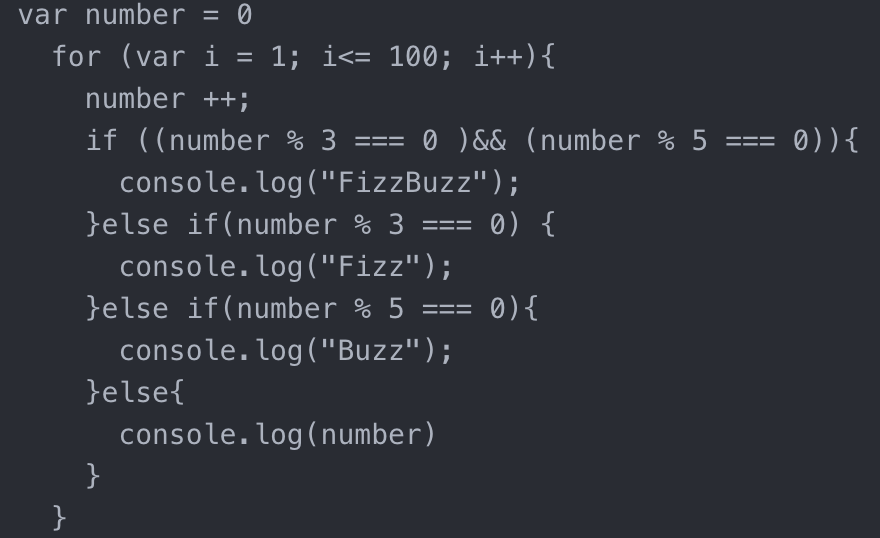 var number = 0
  for (var i = 1; i<= 100; i++){
    number ++;
    if ((number % 3 === 0 )&& (number % 5 === 0)){
      console.log("FizzBuzz");
    }else if(number % 3 === 0) {
      console.log("Fizz");
    }else if(number % 5 === 0){
      console.log("Buzz");
    }else{
      console.log(number)
    }
  }